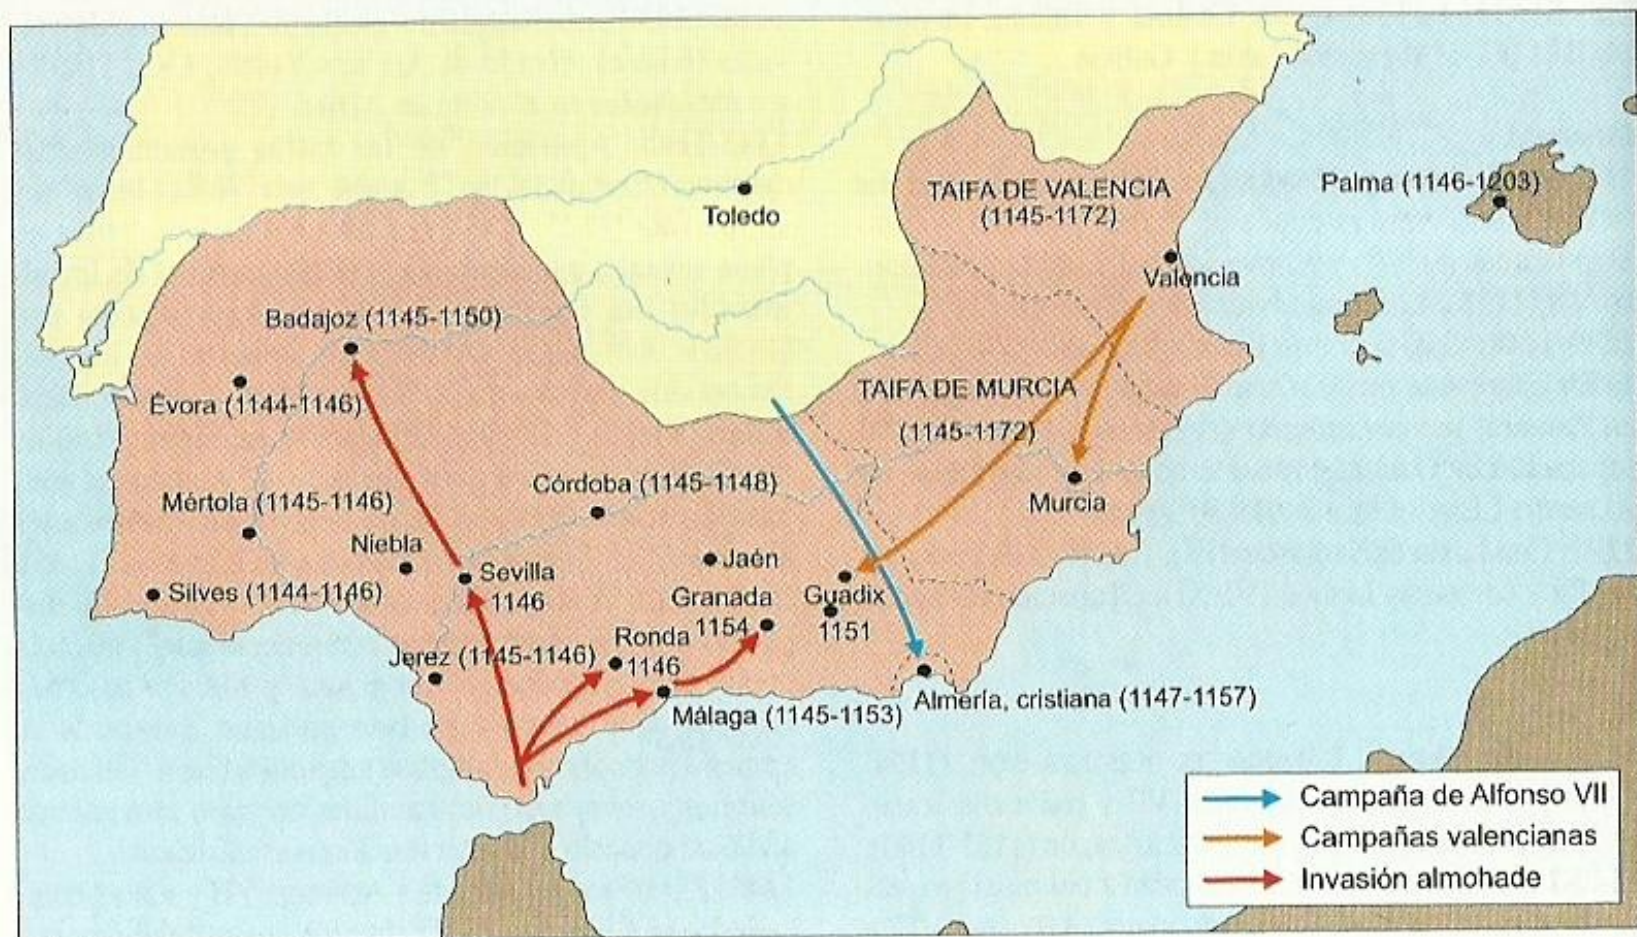 TAIFA DE VALENCIA
(1145-1172)
Palma (1146-1203)
Toledo
Valencia
Badajoz (1145-1150)
TAIFA DE MURCIA
(1145-1172)
Évora (1144-1146)
Córdoba (1145-1148)
Murcia
Mértola (1145-1146)
Niebla
Jaén
Sevilla
1146
Silves (1144-1146)
Granada
1154
Guadix
1151
Ronda
1146
Jerez (1145-1146)
Málaga (1145-1153)
Almería, cristiana (1147-1157)
Campaña de Alfonso VII
Campañas valencianas
Invasión almohade